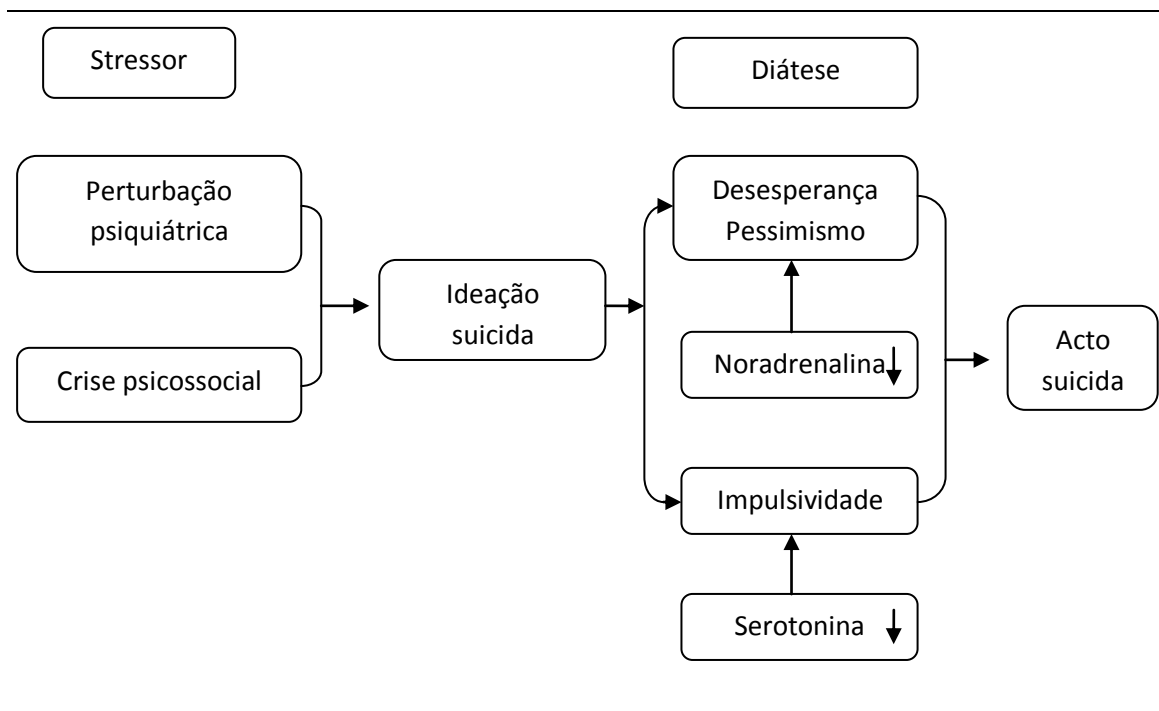 Stressor
Diátese
Perturbação
psiquiátrica
Crise psicossocial
Ideação
suicida
Desesperança
Pessimismo
Noradrenalina
Impulsividade
Serotonina
Acto
suicida